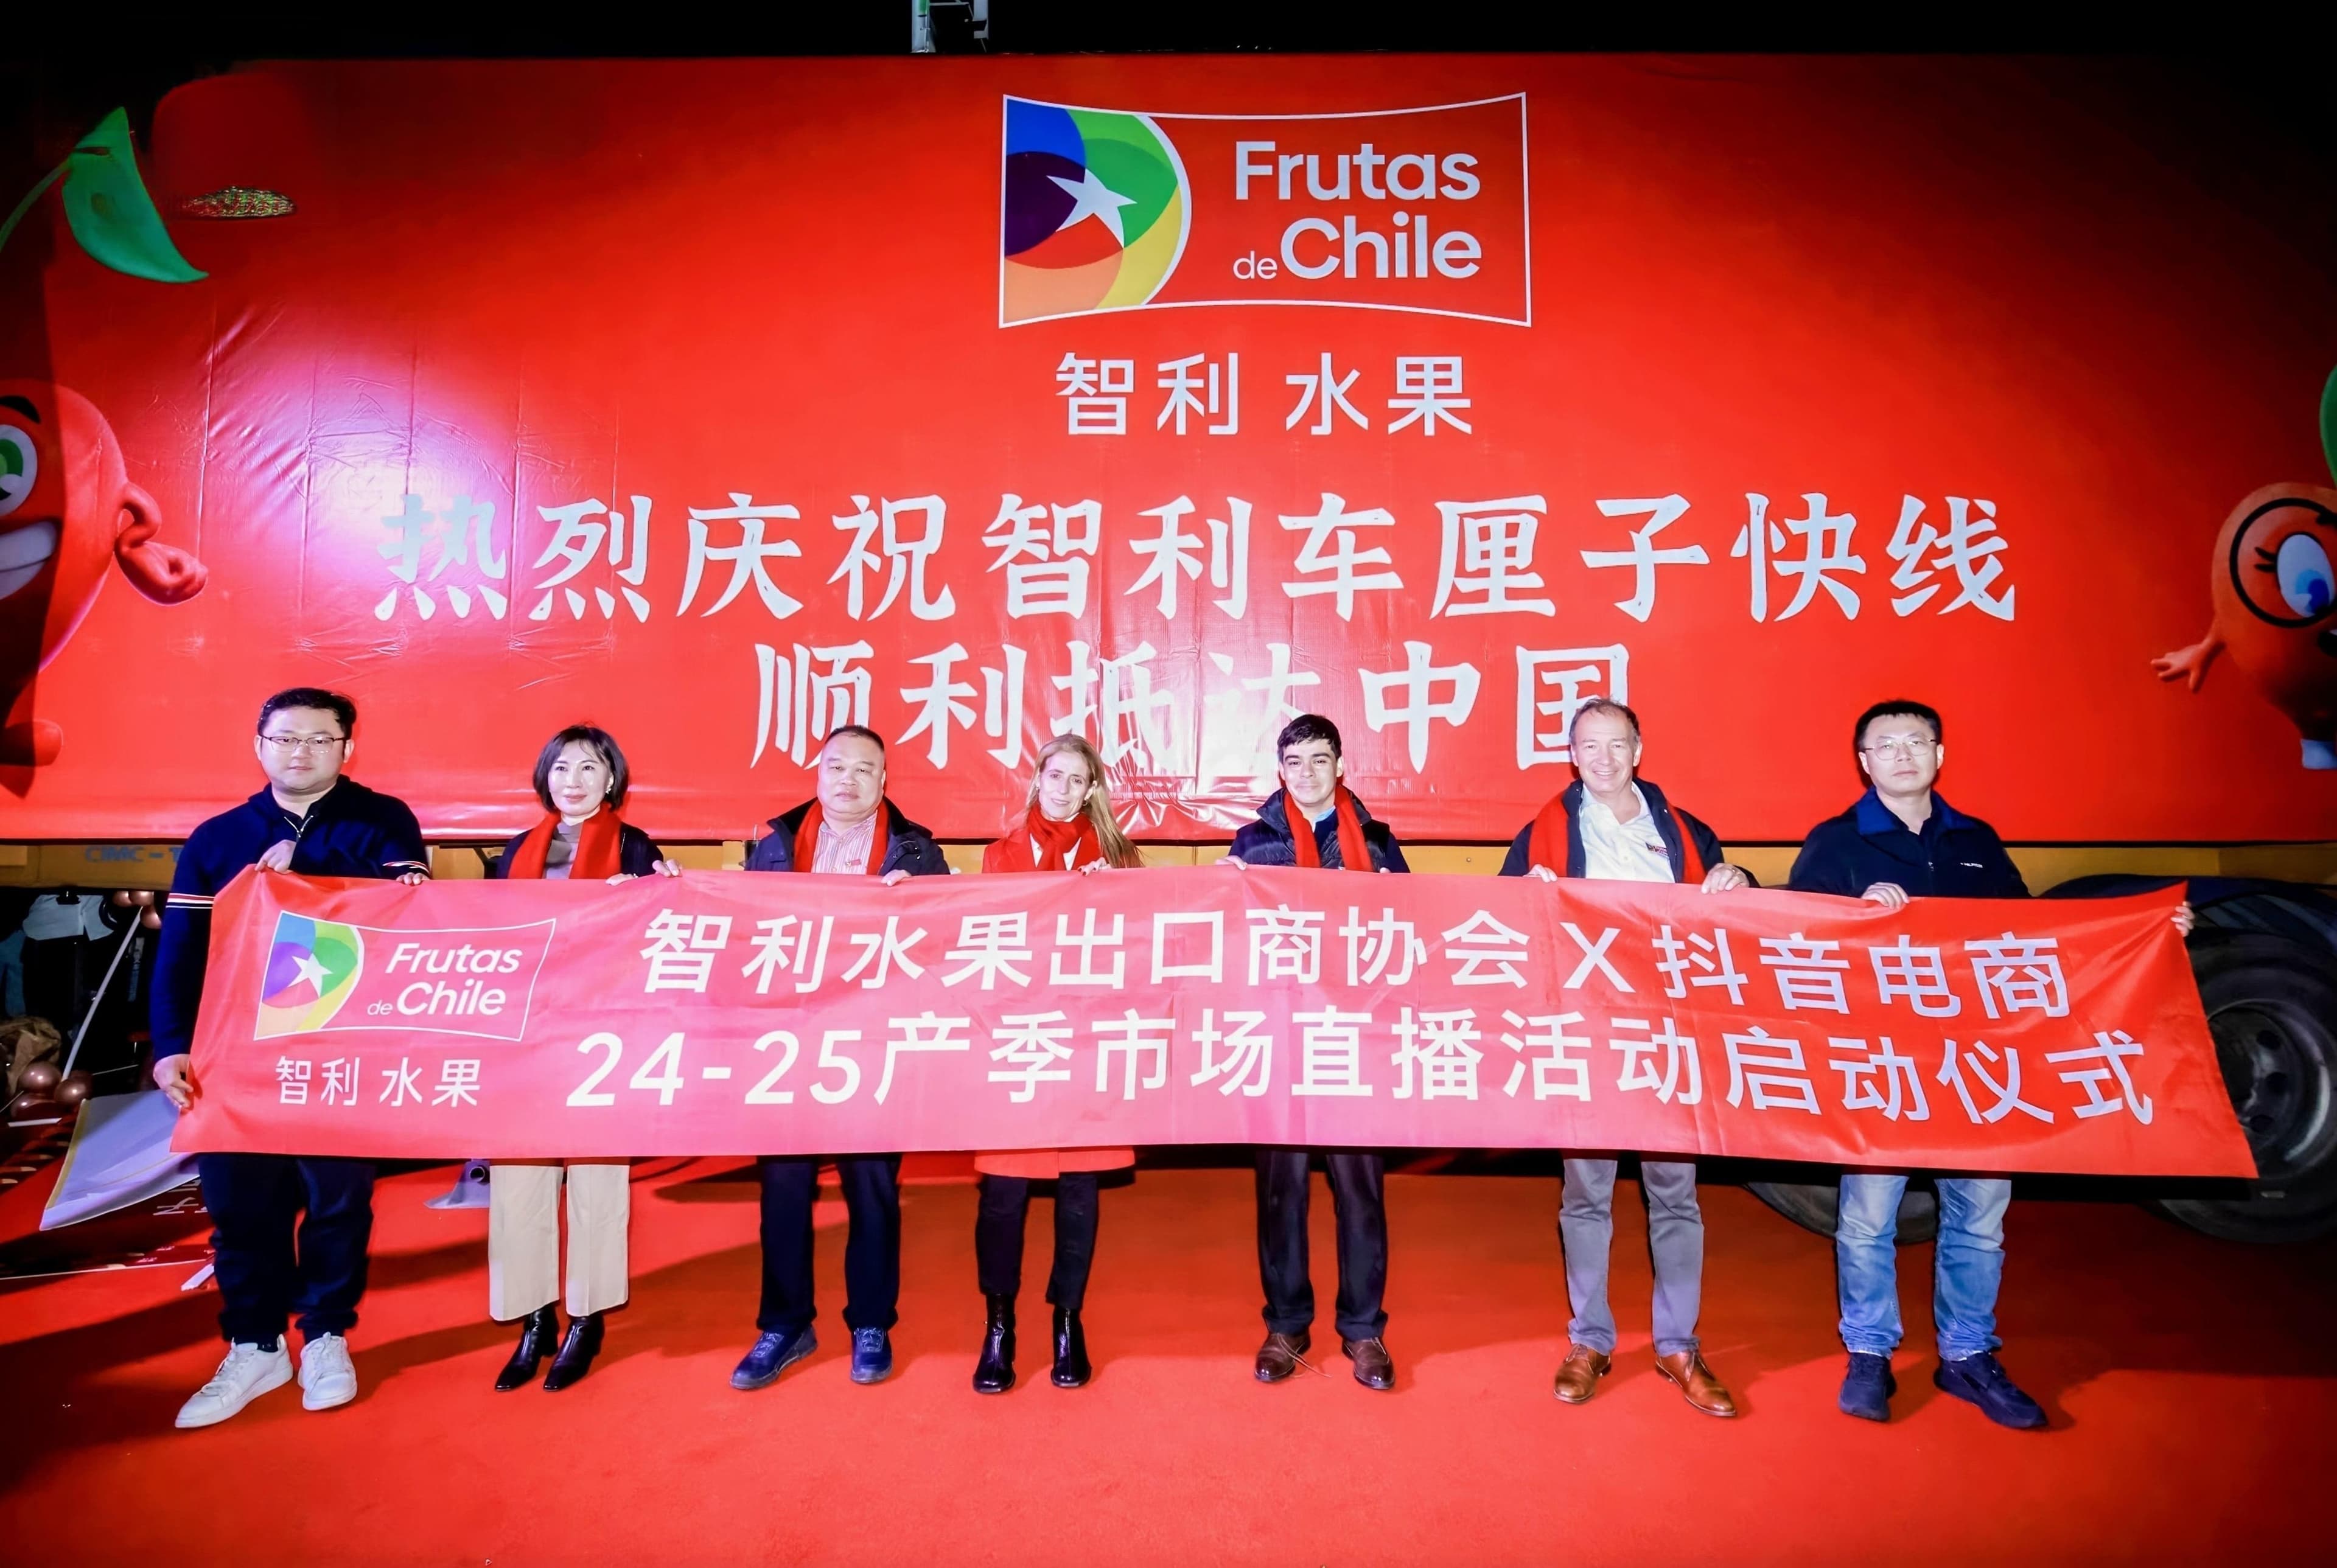 Frutas
de Chile
智利 水果
热烈庆祝智利车厘子快线
顺利抵达中国
Frutas
de Chile
智利 水果
智利水果出口商协会 X 抖音电商
24-25产季市场直播活动启动仪式